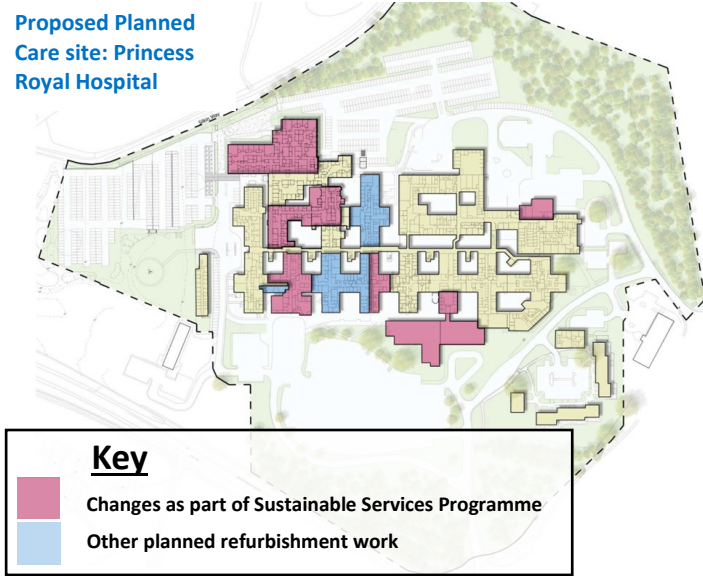 Proposed Planned
Care site: Princess
Royal Hospital
Key
Changes as part of Sustainable Services Programme
Other planned refurbishment work